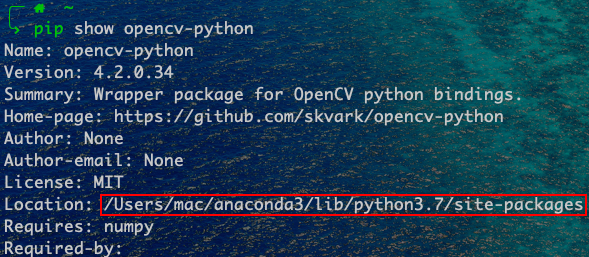 ~
pip show opencv-python
Name: opencv-python
Version: 4.2.0.34
Summary: Wrapper package for OpenCV python bindings.
Home-page: https://github.com/skvark/opencv-python
Author: None
Author-email: None
License: MIT
Location: /Users/mac/anaconda3/lib/python3.7/site-packages
Requires: numpy
Required-by: